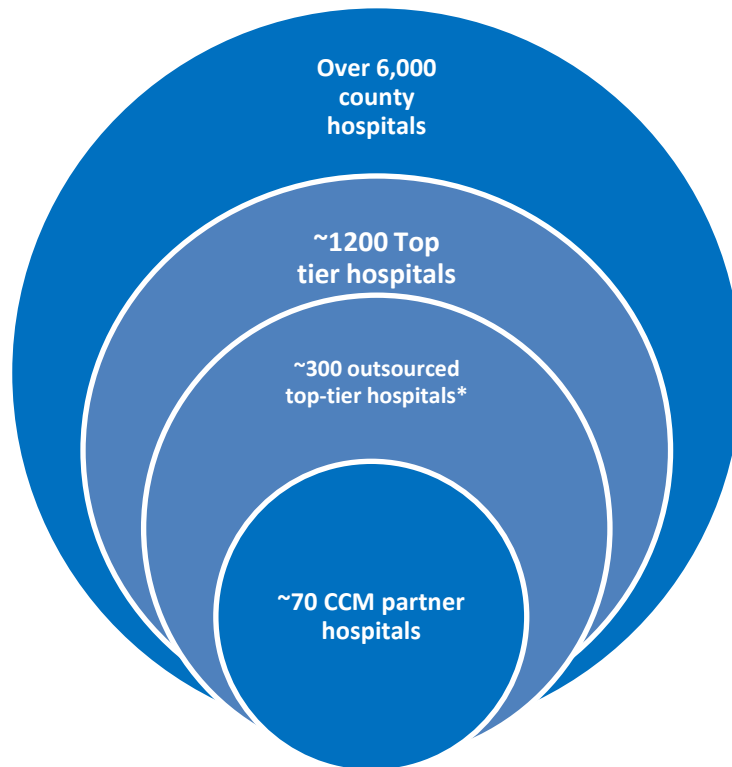 Over 6,000
county
hospitals
~1200 Top
tier hospitals
~300 outsourced
top-tier hospitals*
~70 CCM partner
hospitals